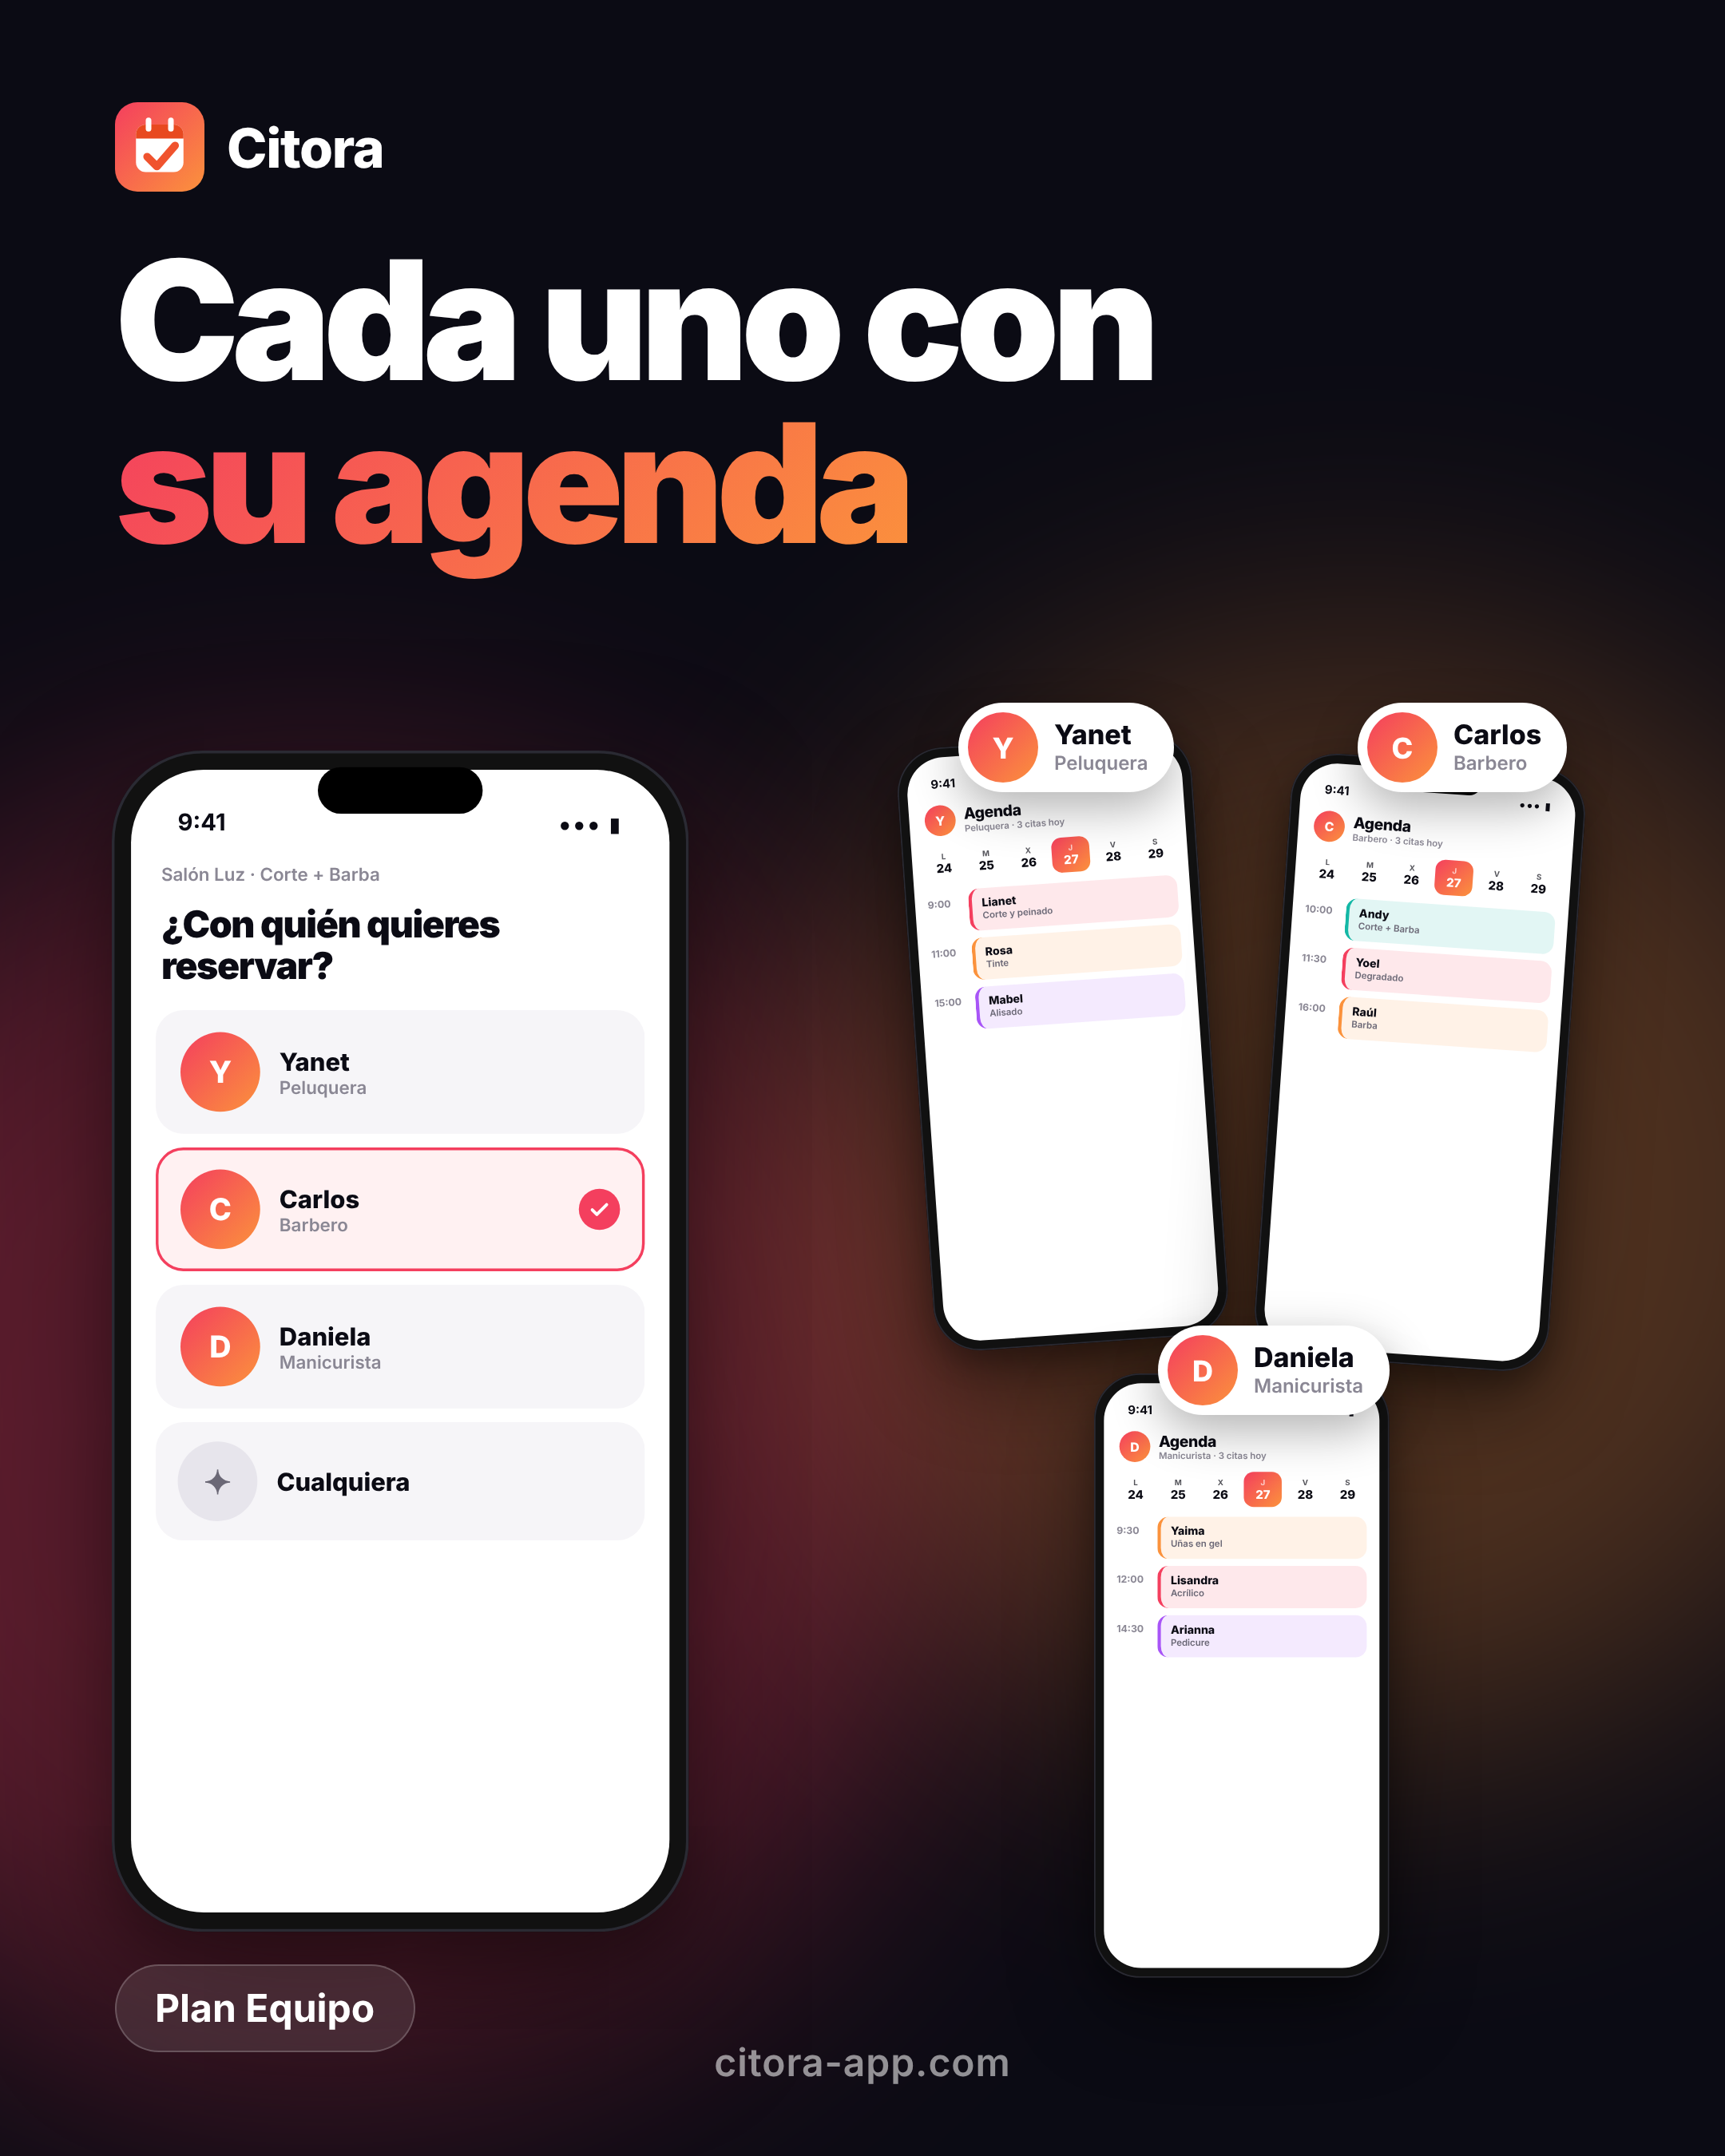 Citora
Cada uno con
su agenda
9:41
Salón Luz · Corte + Barba
¿Con quién quieres
reservar?
Y
Yanet
Peluquera
C
Carlos
Barbero
D
Daniela
Manicurista
Cualquiera
Y
Yanet
Peluquera
9:41
Y
Agenda
Peluquera · 3 citas hoy
L M X J V S
24 25 26 27 28 29
9:00
Lianet
Corte y peinado
11:00
Rosa
Tinte
15:00
Mabel
Alisado
C
Carlos
Barbero
9:41
C
Agenda
Barbero · 3 citas hoy
L M X J V S
24 25 26 27 28 29
10:00
Andy
Corte + Barba
11:30
Yoel
Degradado
16:00
Raúl
Barba
D
Daniela
Manicurista
9:41
D
Agenda
Manicurista · 3 citas hoy
L M X J V S
24 25 26 27 28 29
9:30
Yaima
Uñas en gel
12:00
Lisandra
Acrílico
14:30
Arianna
Pedicure
Plan Equipo
citora-app.com